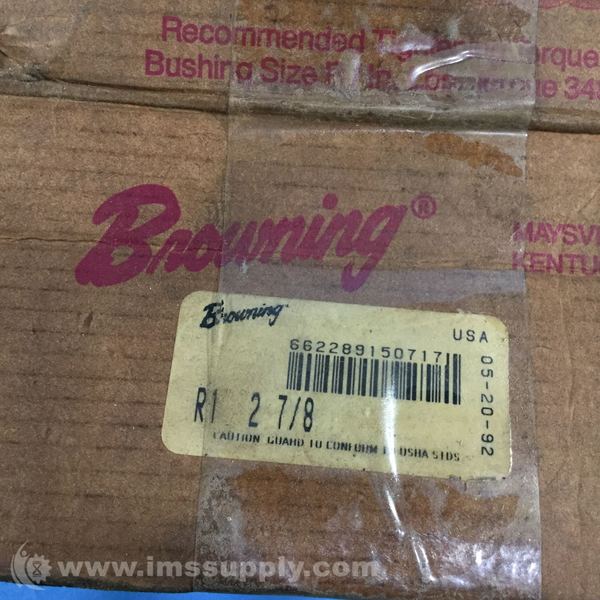 Recommended
Bushing Size
Browning®
MAYSV
KENTU
Browning
USA
662289150717
05-20-92
R1 2 7/8
CAUTION GUARD TO CONFORM TO OSHA STDS
www.imssupply.com